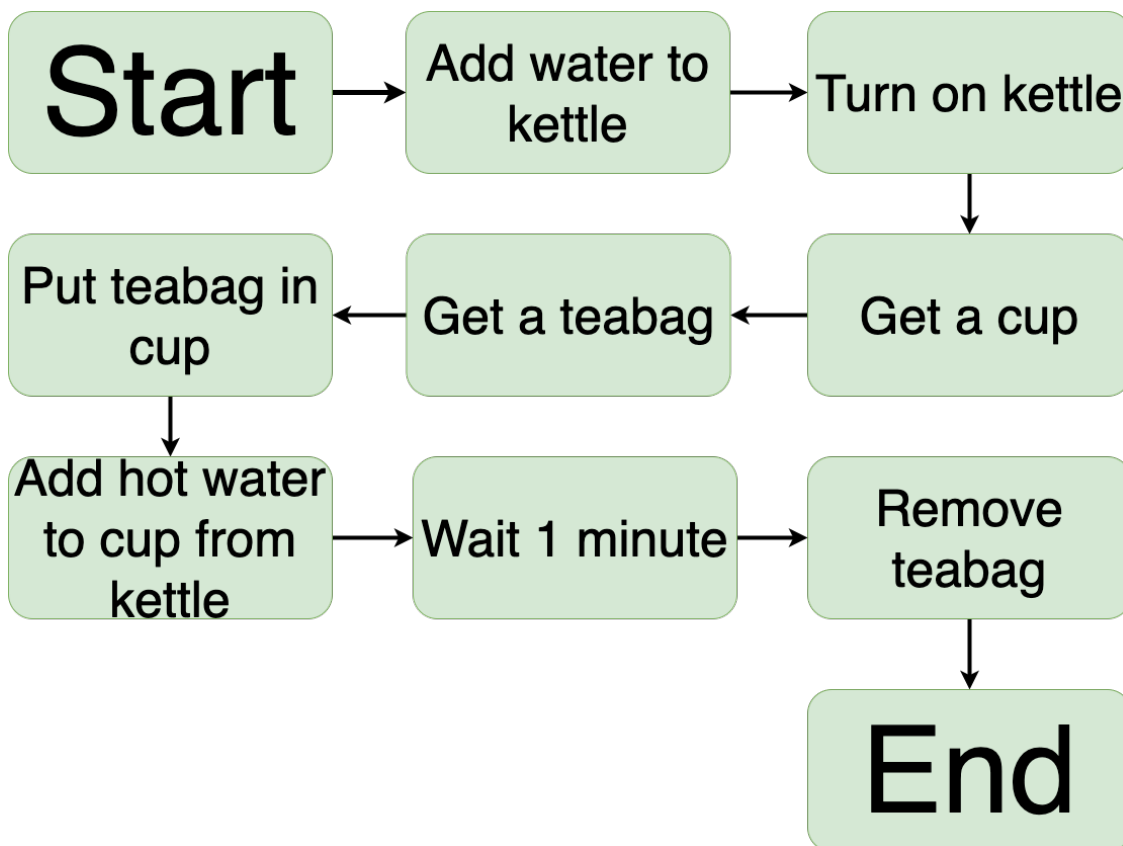 Start
Add water to
kettle
Turn on kettle
Get a cup
Get a teabag
Put teabag in
cup
Add hot water
to cup from
kettle
Wait 1 minute
Remove
teabag
End